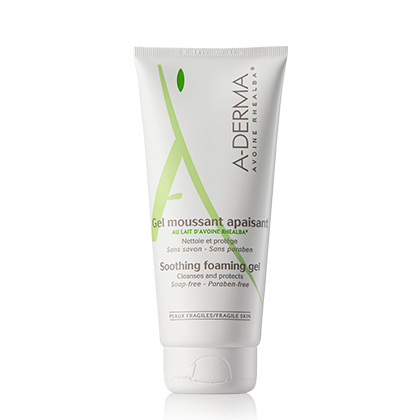 A-DERMA
AVOINE RHEALBA®
Gel moussant apaisant
AU LAIT D'AVOINE RHEALBA®
Nettoie et protège
Sans savon - Sans paraben
Soothing foaming gel
Cleanses and protects
Soap-free - Paraben-free
PEAUX FRAGILES/FRAGILE SKIN